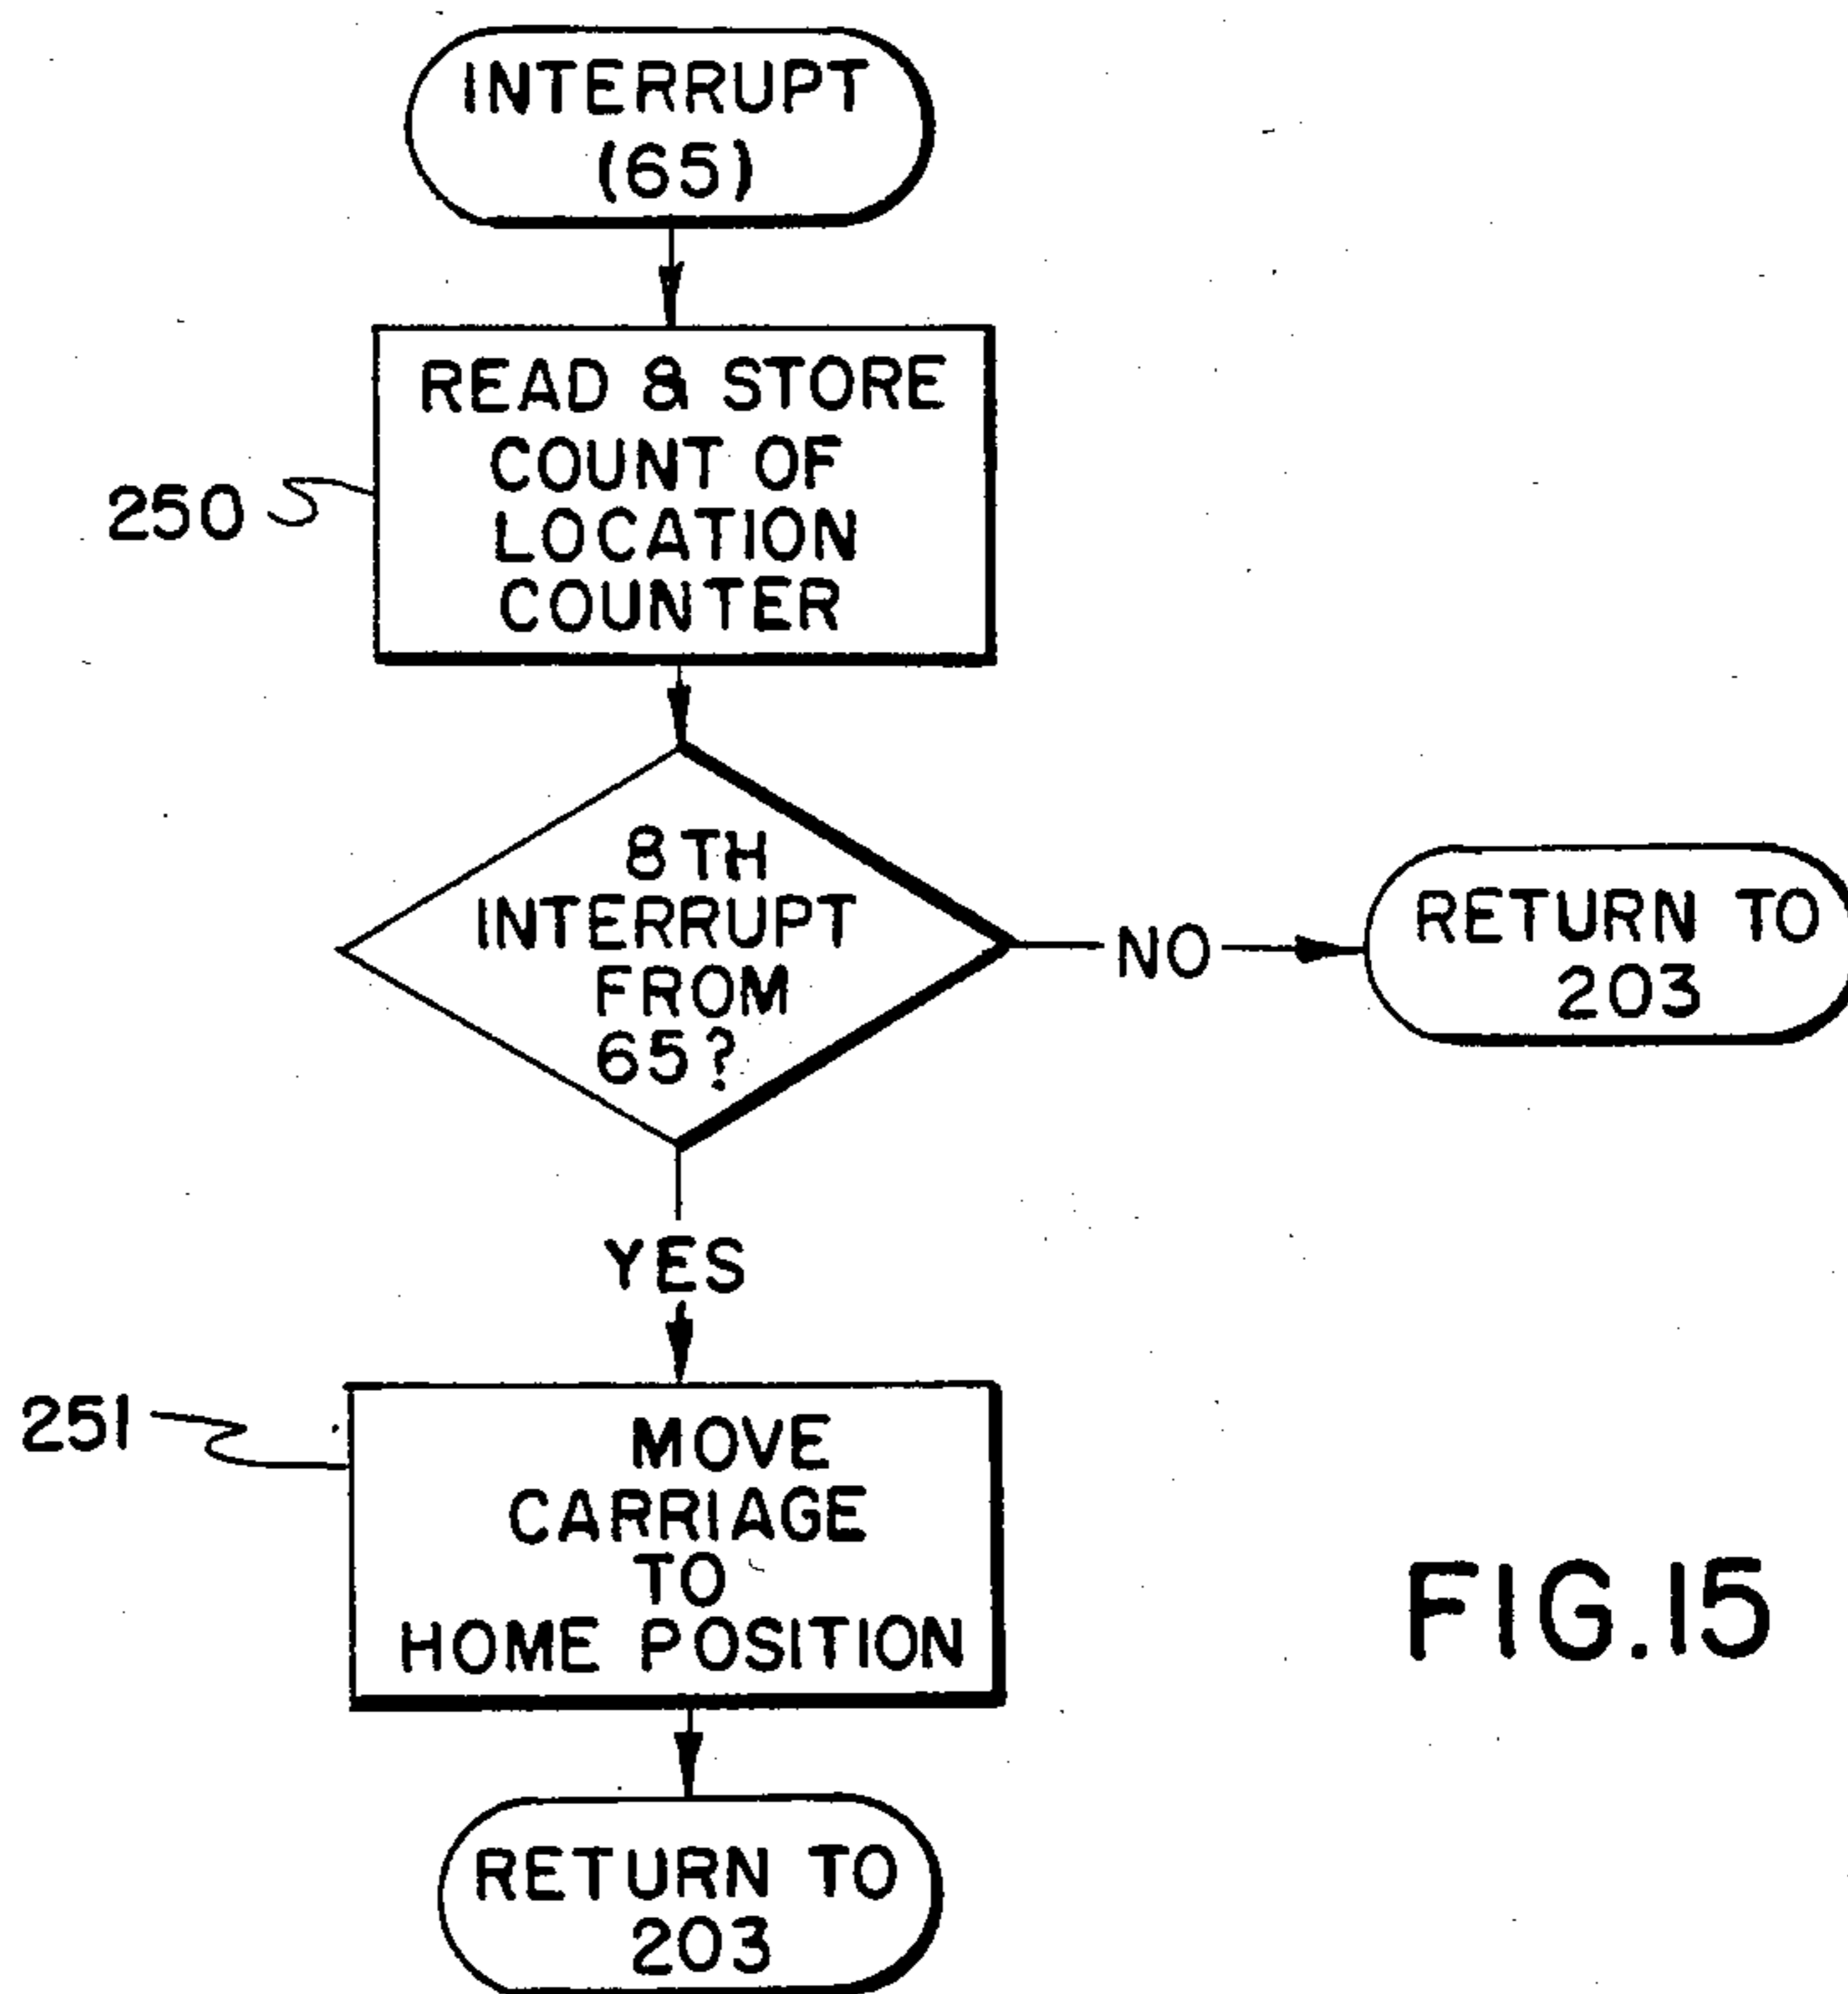 INTERRUPT
(65)
READ & STORE
COUNT OF
LOCATION
COUNTER
250
8TH
INTERRUPT
FROM
65?
NO
RETURN TO
203
YES
251
MOVE
CARRIAGE
TO
HOME POSITION
RETURN TO
203
FIG.15